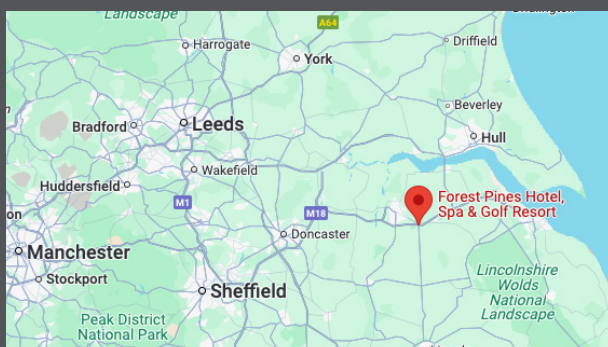 Landscape
A64
Harrogate
York
Driffield
Beverley
Bradford
Leeds
Hull
Wakefield
Huddersfield
M1
M18
Forest Pines Hotel,
Spa & Golf Resort
Doncaster
Manchester
Stockport
Sheffield
Lincolnshire
Wolds
National
Landscape
Peak District
National Park